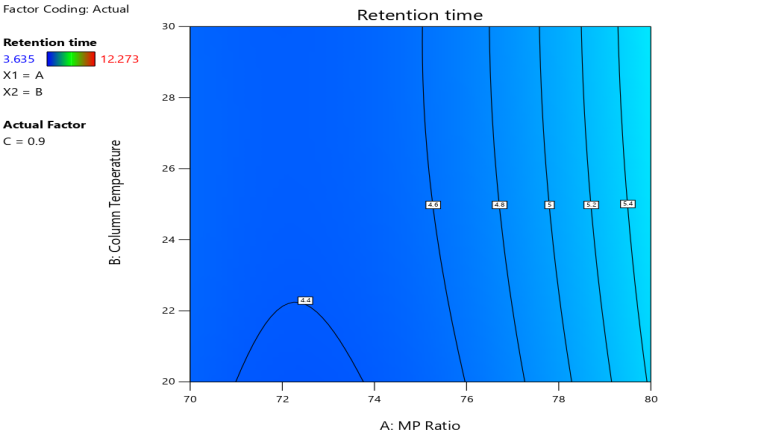 Factor Coding: Actual
Retention time
Retention time
3.635 12.273
X1 = A
X2 = B
Actual Factor
C = 0.9
B: Column Temperature
30
28
26
24
22
20
4.6
4.8
5
5.2
5.4
4.4
70 72 74 76 78 80
A: MP Ratio